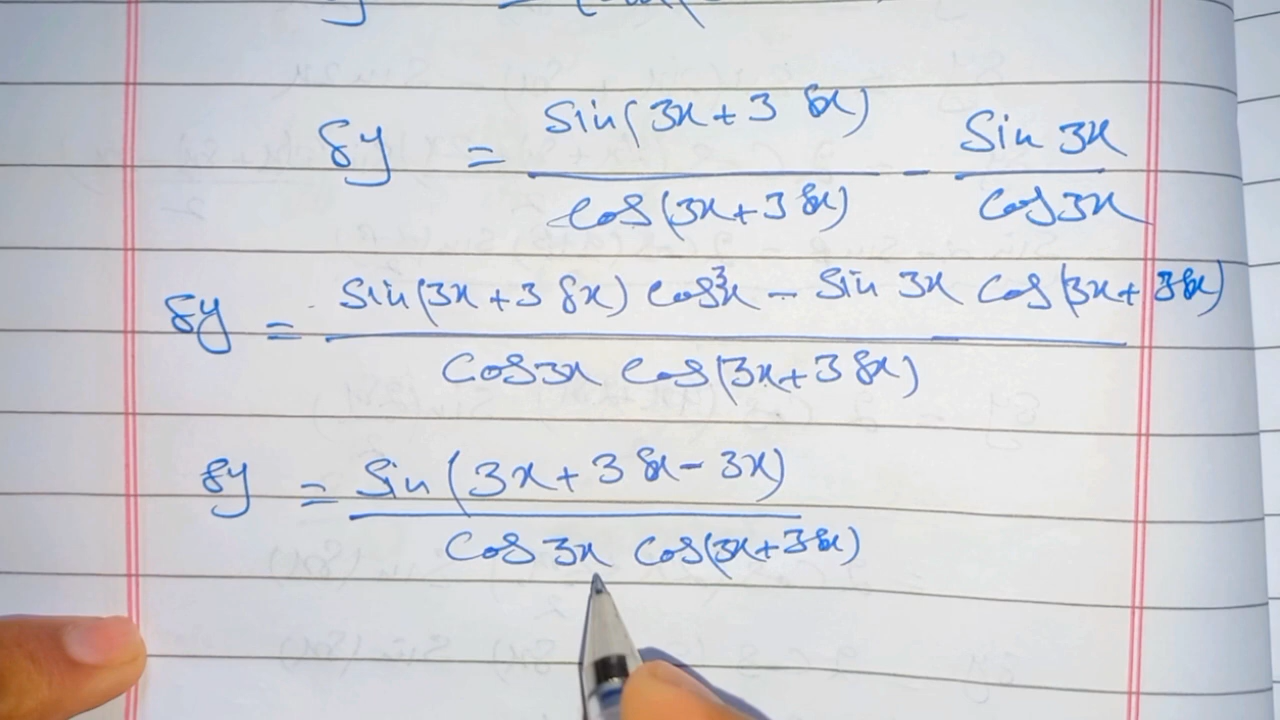 δy = sin(3x + 3 δx) / cos(3x + 3 δx) - sin 3x / cos 3x
δy = sin(3x + 3 δx) cos 3x - sin 3x cos(3x + 3δx) / cos 3x cos(3x + 3 δx)
δy = sin(3x + 3 δx - 3x) / cos 3x cos(3x + 3δx)